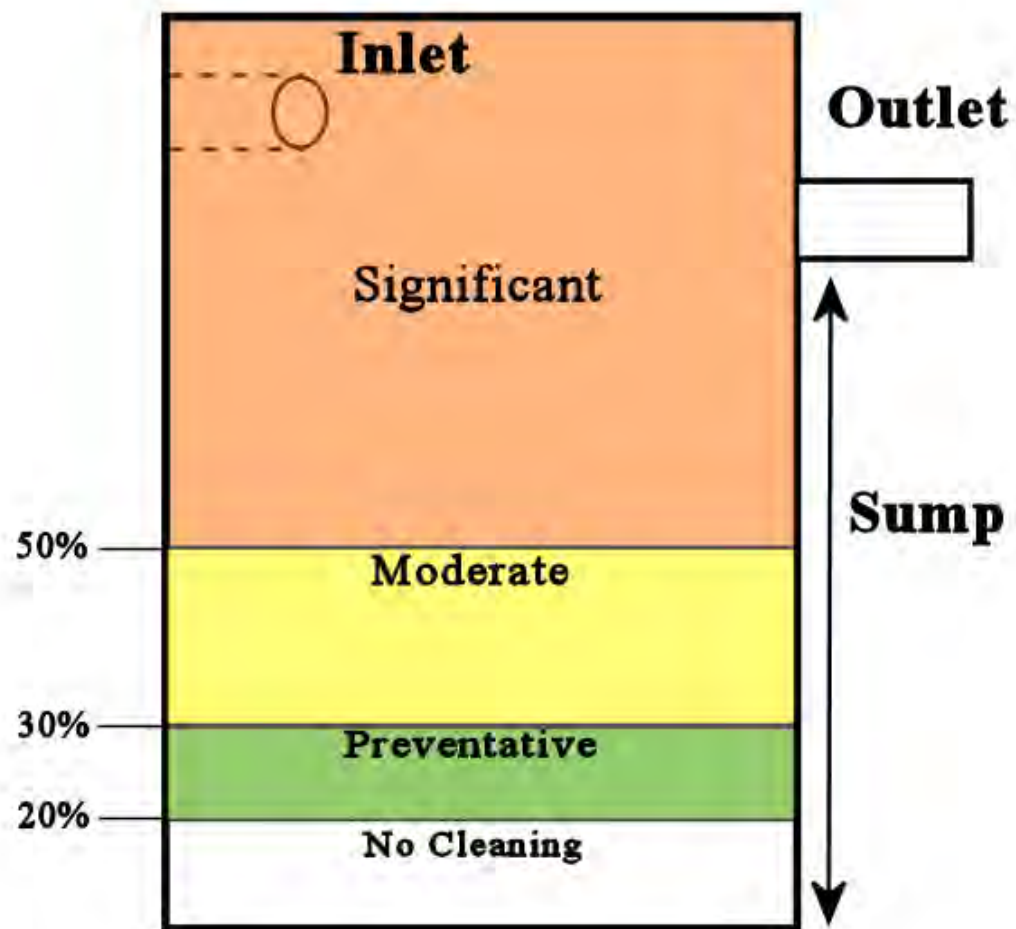 Inlet
Outlet
Significant
Sump
50%
Moderate
30%
Preventative
20%
No Cleaning